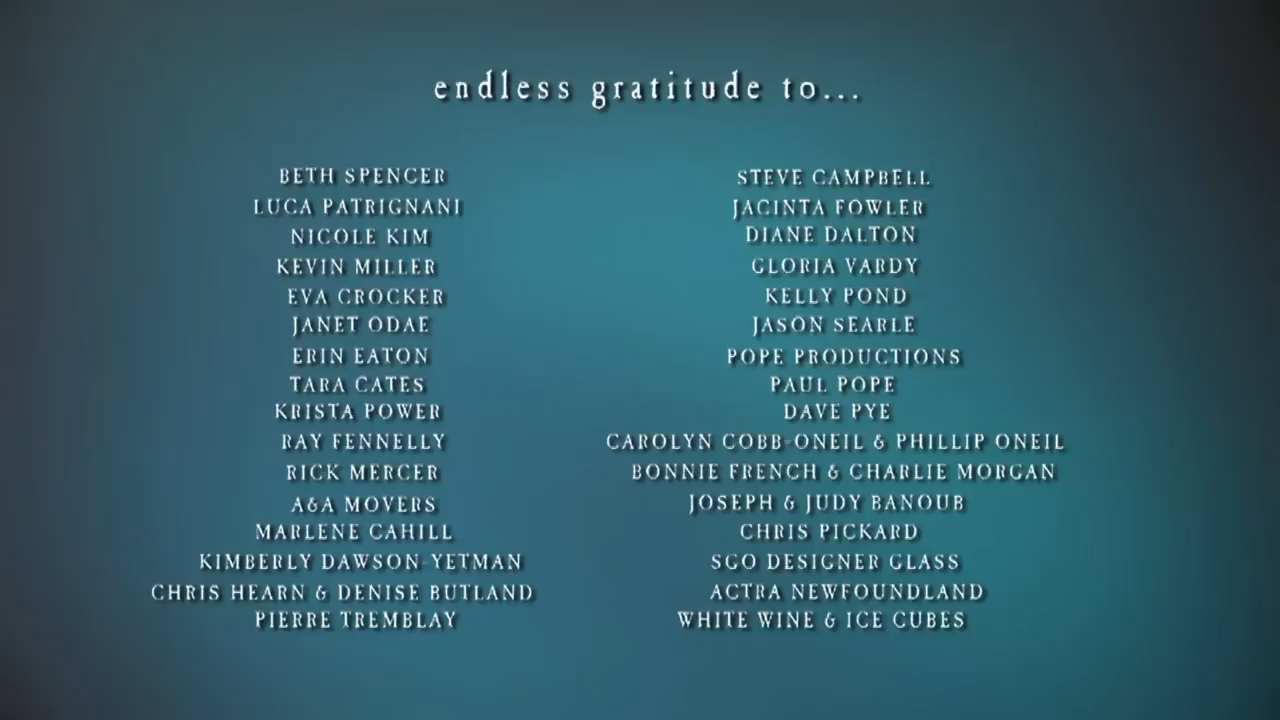 endless gratitude to...
BETH SPENCER
LUCA PATRIGNANI
NICOLE KIM
KEVIN MILLER
EVA CROCKER
JANET ODAE
ERIN EATON
TARA CATES
KRISTA POWER
RAY FENNELLY
RICK MERCER
A&A MOVERS
MARLENE CAHILL
KIMBERLY DAWSON-YETMAN
CHRIS HEARN & DENISE BUTLAND
PIERRE TREMBLAY
STEVE CAMPBELL
JACINTA FOWLER
DIANE DALTON
GLORIA VARDY
KELLY POND
JASON SEARLE
POPE PRODUCTIONS
PAUL POPE
DAVE PYE
CAROLYN COBB-ONEIL & PHILLIP ONEIL
BONNIE FRENCH & CHARLIE MORGAN
JOSEPH & JUDY BANOUB
CHRIS PICKARD
SGO DESIGNER GLASS
ACTRA NEWFOUNDLAND
WHITE WINE & ICE CUBES